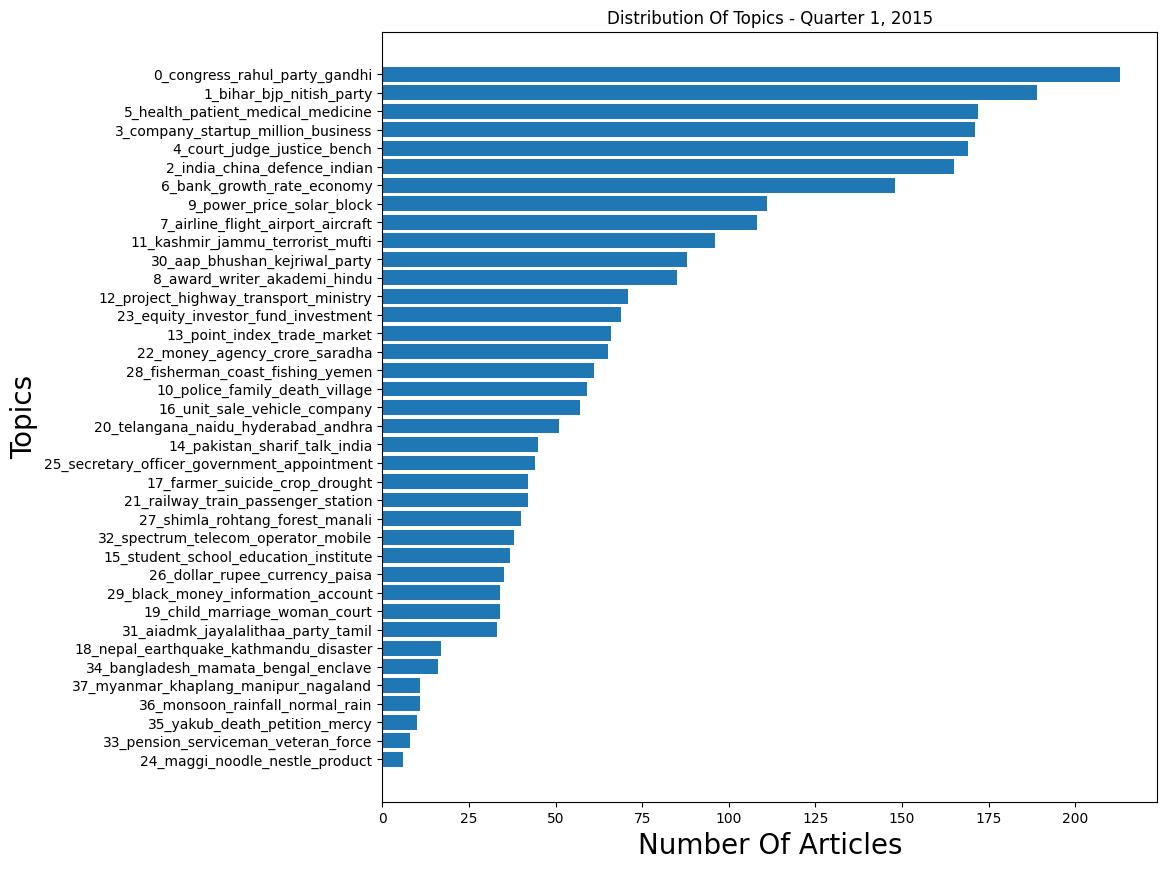 Distribution Of Topics - Quarter 1, 2015
0_congress_rahul_party_gandhi
1_bihar_bjp_nitish_party
5_health_patient_medical_medicine
3_company_startup_million_business
4_court_judge_justice_bench
2_india_china_defence_indian
6_bank_growth_rate_economy
9_power_price_solar_block
7_airline_flight_airport_aircraft
11_kashmir_jammu_terrorist_mufti
30_aap_bhushan_kejriwal_party
8_award_writer_akademi_hindu
12_project_highway_transport_ministry
23_equity_investor_fund_investment
13_point_index_trade_market
22_money_agency_crore_saradha
28_fisherman_coast_fishing_yemen
10_police_family_death_village
16_unit_sale_vehicle_company
20_telangana_naidu_hyderabad_andhra
14_pakistan_sharif_talk_india
25_secretary_officer_government_appointment
17_farmer_suicide_crop_drought
21_railway_train_passenger_station
27_shimla_rohtang_forest_manali
32_spectrum_telecom_operator_mobile
15_student_school_education_institute
26_dollar_rupee_currency_paisa
29_black_money_information_account
19_child_marriage_woman_court
31_aiadmk_jayalalithaa_party_tamil
18_nepal_earthquake_kathmandu_disaster
34_bangladesh_mamata_bengal_enclave
37_myanmar_khaplang_manipur_nagaland
36_monsoon_rainfall_normal_rain
35_yakub_death_petition_mercy
33_pension_serviceman_veteran_force
24_maggi_noodle_nestle_product
Topics
0 25 50 75 100 125 150 175 200
Number Of Articles